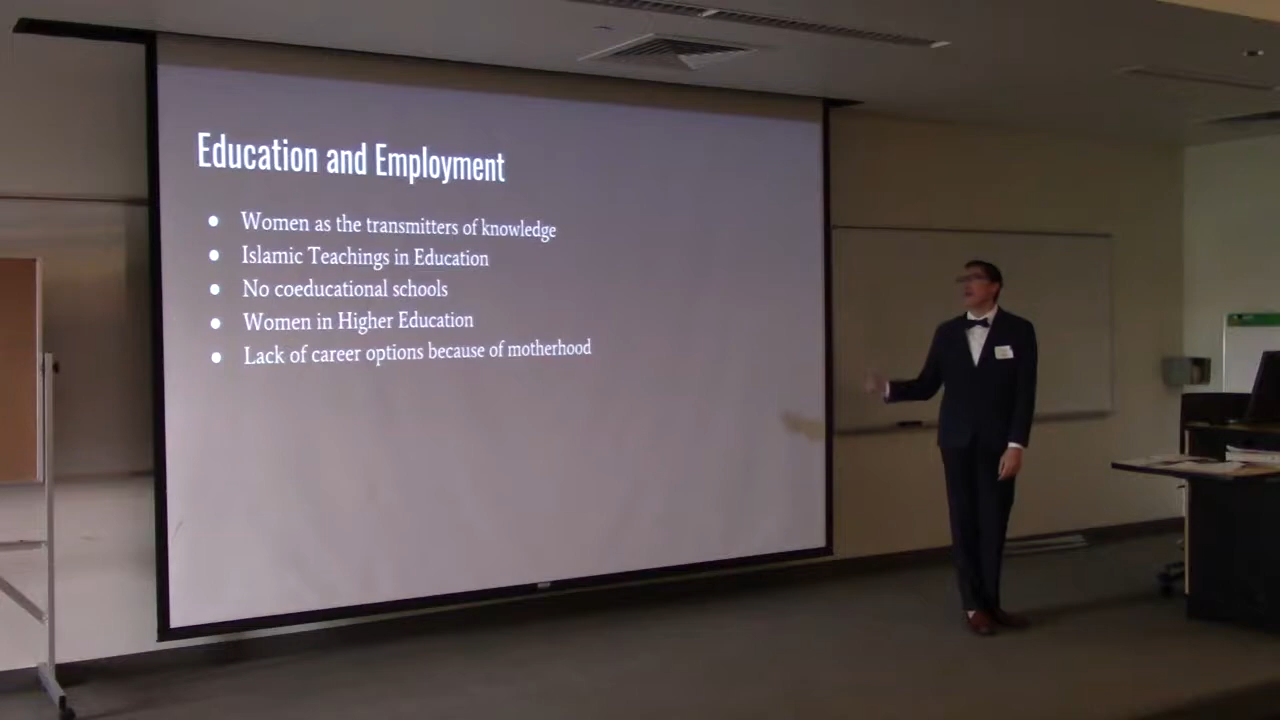 Education and Employment
● Women as the transmitters of knowledge
● Islamic Teachings in Education
● No coeducational schools
● Women in Higher Education
● Lack of career options because of motherhood